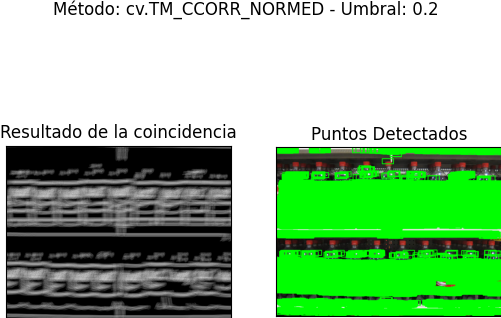 Método: cv.TM_CCORR_NORMED - Umbral: 0.2
Resultado de la coincidencia
Puntos Detectados